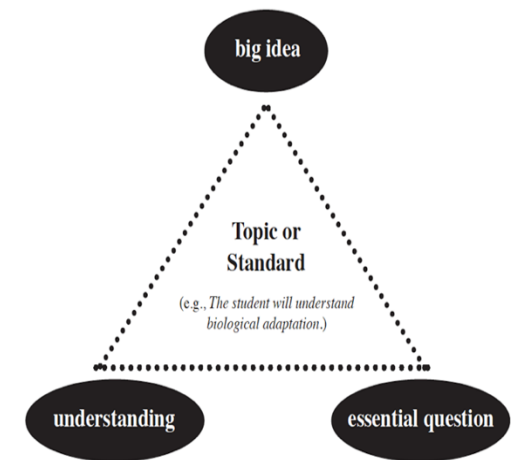 big idea
Topic or
Standard
(e.g., The student will understand
biological adaptation.)
understanding
essential question